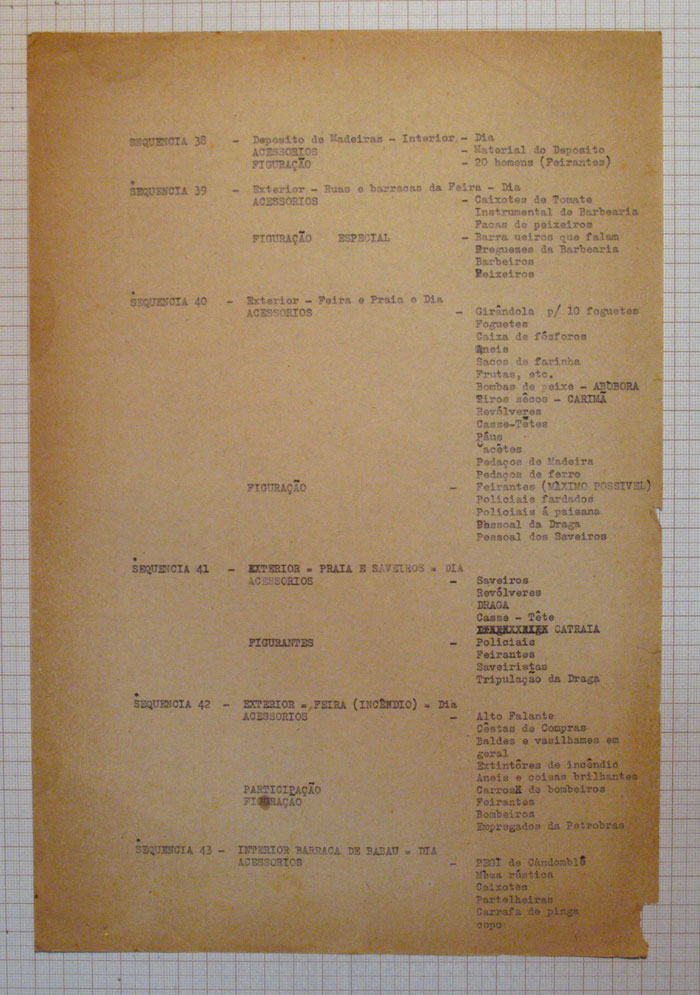 SEQUENCIA 38 - Deposito de Madeiras - Interior - Dia
ACESSORIOS - Material do Deposito
FIGURAÇÃO - 20 homens (Feirantes)
SEQUENCIA 39 - Exterior - Ruas e barracas da Feira - Dia
ACESSORIOS - Caixotes de Tomate
Instrumental de Barbearia
Facas de peixeiros
FIGURAÇÃO ESPECIAL - Barra ueiros que falam
Freguezes da Barbearia
Barbeiros
Peixeiros
SEQUENCIA 40 - Exterior - Feira e Praia e Dia
ACESSORIOS - Girândola p/ 10 foguetes
Foguetes
Caixa de fósforos
Aneis
Sacos de farinha
Frutas, etc.
Bombas de peixe - ABÓBORA
Tiros sêcos - CARIMÃ
Revólveres
Casse-Têtes
Páus
Cacêtes
Pedaços de Madeira
Pedaços de ferro
FIGURAÇÃO - Feirantes (MÁXIMO POSSIVEL)
Policiais fardados
Policiais á paisana
Pessoal da Draga
Pessoal dos Saveiros
SEQUENCIA 41 - EXTERIOR = PRAIA E SAVEIROS = DIA
ACESSORIOS - Saveiros
Revólveres
DRAGA
Casse - Tête
CATRAIA
FIGURANTES - Policiais
Feirantes
Saveiristas
Tripulação da Draga
SEQUENCIA 42 - EXTERIOR = FEIRA (INCÊNDIO) = Dia
ACESSORIOS - Alto Falante
Cêstas de Compras
Baldes e vasilhames em
geral
Extintôres de incêndio
Aneis e coisas brilhantes
PARTICIPAÇÃO Carros de bombeiros
FIGURAÇÃO Feirantes
Bombeiros
Empregados da Petrobras
SEQUENCIA 43 - INTERIOR BARRACA DE BABAU = DIA
ACESSORIOS - PEGÍ de Cândomblê
Mesa rústica
Caixotes
Partelheiras
Garrafa de pinga
copo